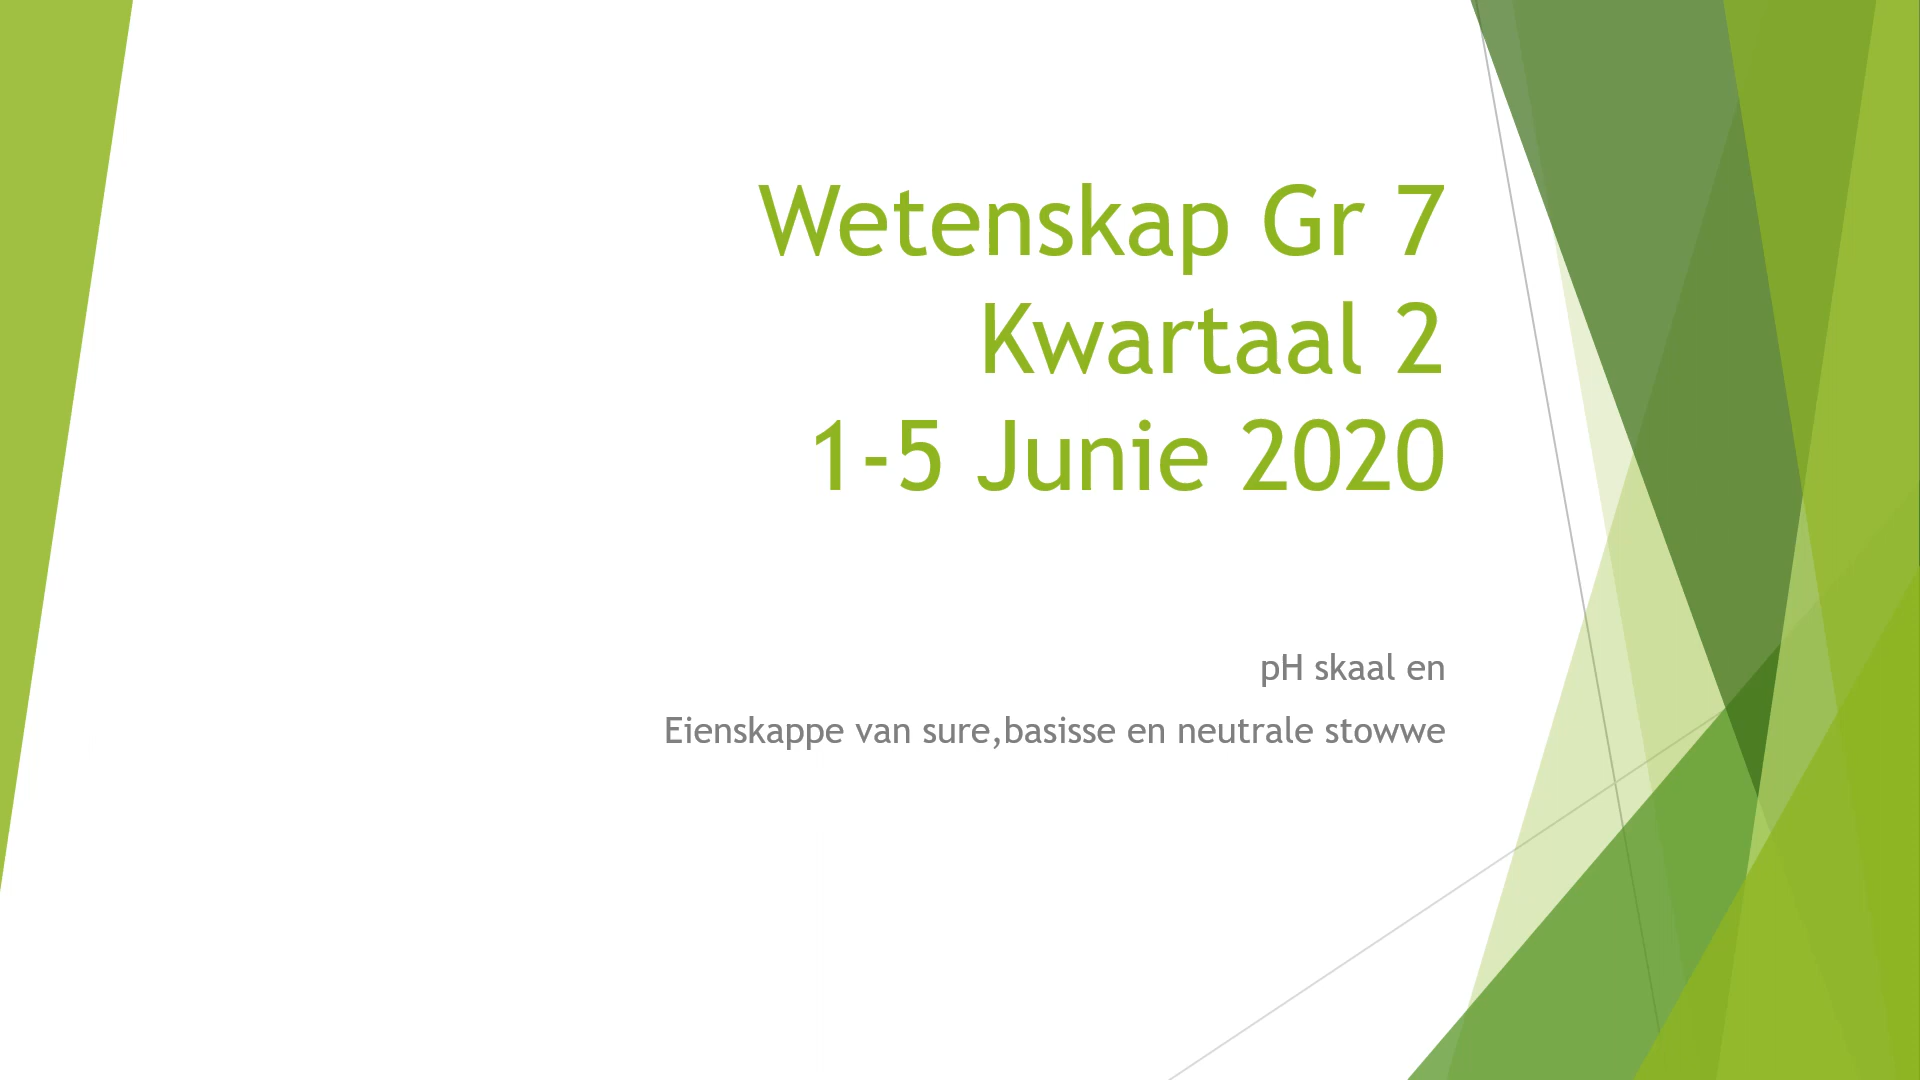 Wetenskap Gr 7
Kwartaal 2
1-5 Junie 2020
pH skaal en
Eienskappe van sure,basisse en neutrale stowwe